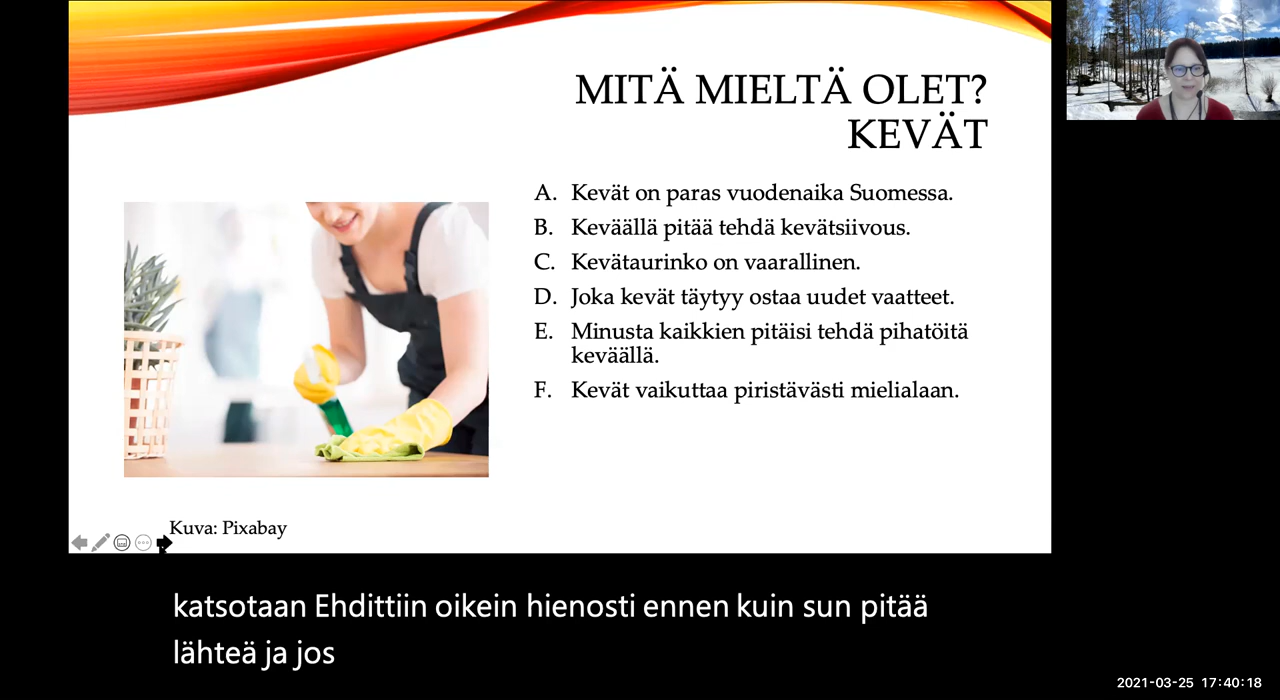 MITÄ MIELTÄ OLET?
KEVÄT
A. Kevät on paras vuodenaika Suomessa.
B. Keväällä pitää tehdä kevätsiivous.
C. Kevätaurinko on vaarallinen.
D. Joka kevät täytyy ostaa uudet vaatteet.
E. Minusta kaikkien pitäisi tehdä pihatöitä
keväällä.
F. Kevät vaikuttaa piristävästi mielialaan.
Kuva: Pixabay
katsotaan Ehdittiin oikein hienosti ennen kuin sun pitää
lähteä ja jos
2021-03-25 17:40:18